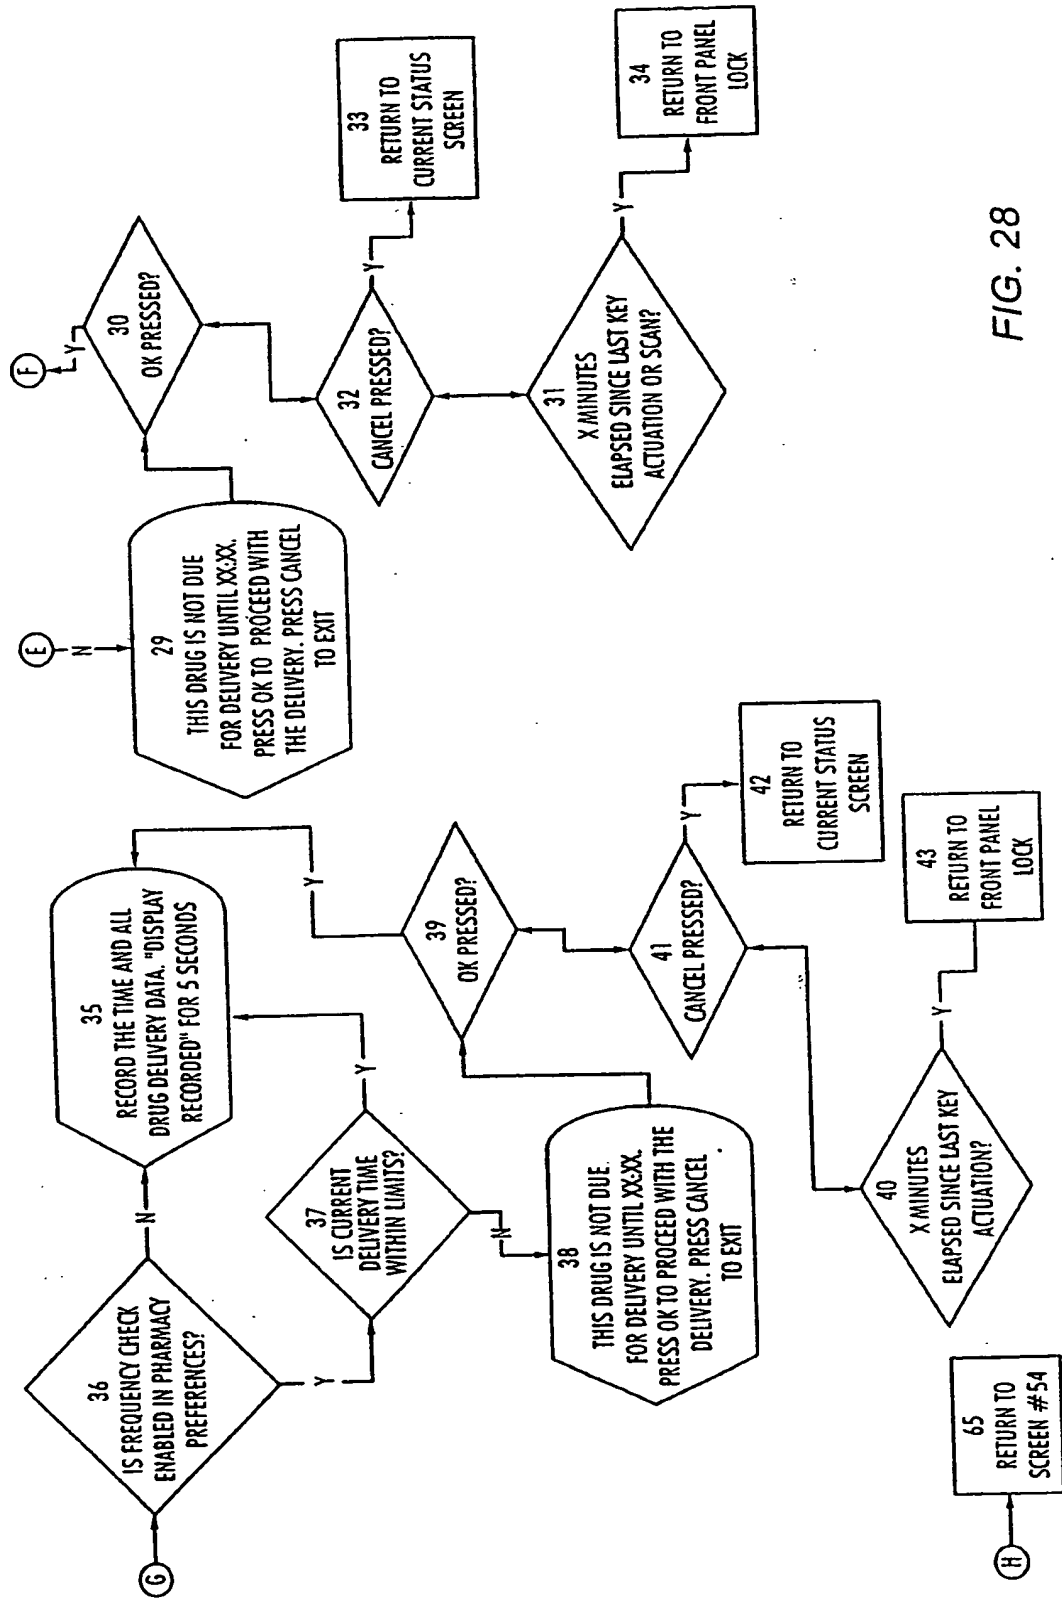 G
36
IS FREQUENCY CHECK
ENABLED IN PHARMACY
PREFERENCES?
N
Y
35
RECORD THE TIME AND ALL
DRUG DELIVERY DATA. "DISPLAY
RECORDED" FOR 5 SECONDS
37
IS CURRENT
DELIVERY TIME
WITHIN LIMITS?
Y
N
38
THIS DRUG IS NOT DUE
FOR DELIVERY UNTIL XX:XX.
PRESS OK TO PROCEED WITH THE
DELIVERY. PRESS CANCEL
TO EXIT
39
OK PRESSED?
Y
41
CANCEL PRESSED?
Y
42
RETURN TO
CURRENT STATUS
SCREEN
40
X MINUTES
ELAPSED SINCE LAST KEY
ACTUATION?
Y
43
RETURN TO
FRONT PANEL
LOCK
H
65
RETURN TO
SCREEN #54
E
N
29
THIS DRUG IS NOT DUE
FOR DELIVERY UNTIL XX:XX.
PRESS OK TO PROCEED WITH
THE DELIVERY. PRESS CANCEL
TO EXIT
F
Y
30
OK PRESSED?
32
CANCEL PRESSED?
Y
33
RETURN TO
CURRENT STATUS
SCREEN
31
X MINUTES
ELAPSED SINCE LAST KEY
ACTUATION OR SCAN?
Y
34
RETURN TO
FRONT PANEL
LOCK
FIG. 28